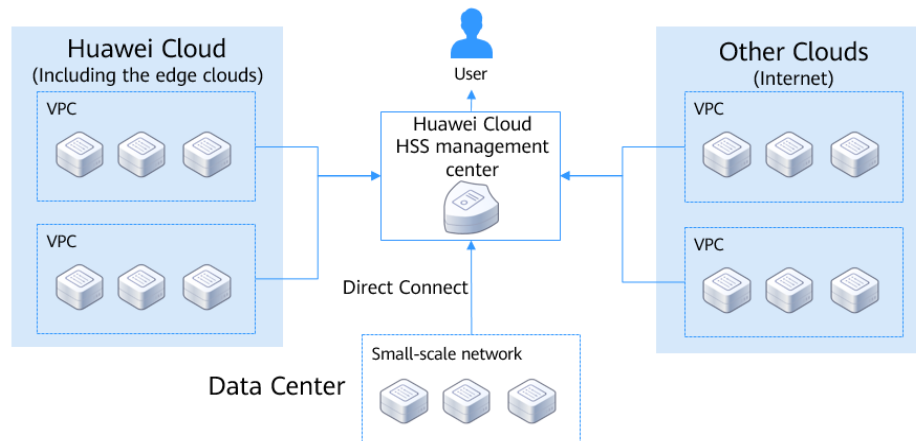 Huawei Cloud
(Including the edge clouds)
VPC
VPC
User
Huawei Cloud
HSS management
center
Direct Connect
Small-scale network
Data Center
Other Clouds
(Internet)
VPC
VPC